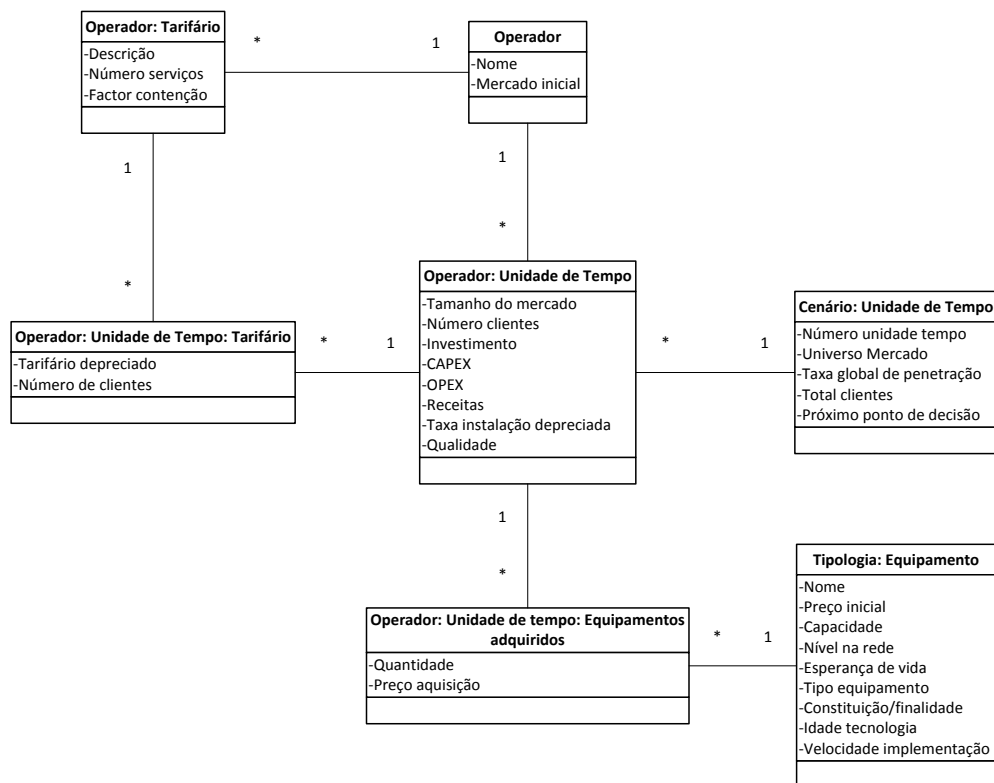 Operador: Tarifário
-Descrição
-Número serviços
-Factor contenção
*
1
Operador
-Nome
-Mercado inicial
1
*
1
*
Operador: Unidade de Tempo: Tarifário
-Tarifário depreciado
-Número de clientes
*
1
Operador: Unidade de Tempo
-Tamanho do mercado
-Número clientes
-Investimento
-CAPEX
-OPEX
-Receitas
-Taxa instalação depreciada
-Qualidade
*
1
Cenário: Unidade de Tempo
-Número unidade tempo
-Universo Mercado
-Taxa global de penetração
-Total clientes
-Próximo ponto de decisão
1
*
Operador: Unidade de tempo: Equipamentos
adquiridos
-Quantidade
-Preço aquisição
*
1
Tipologia: Equipamento
-Nome
-Preço inicial
-Capacidade
-Nível na rede
-Esperança de vida
-Tipo equipamento
-Constituição/finalidade
-Idade tecnologia
-Velocidade implementação